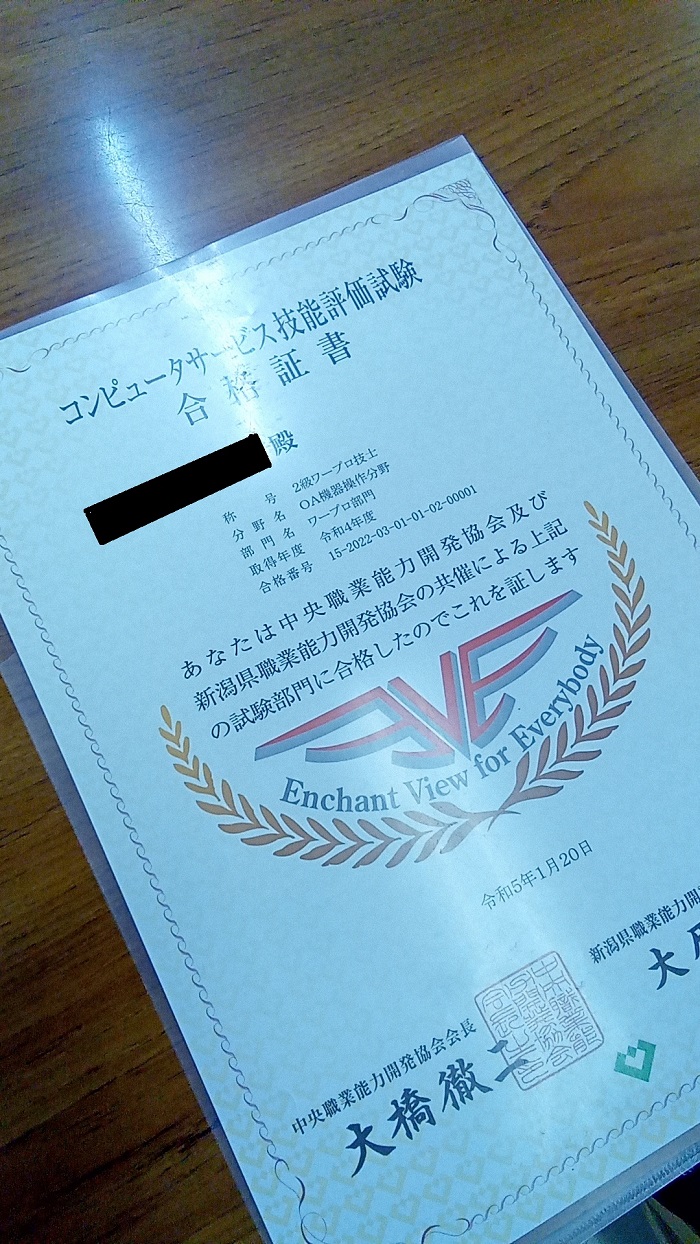 コンピュータサービス技能評価試験
合格証書
殿
称号 2級ワープロ技士
分野名 OA機器操作分野
部門名 ワープロ部門
取得年度 令和4年度
合格番号 15-2022-03-01-01-02-00001
あなたは中央職業能力開発協会及び
新潟県職業能力開発協会の共催による上記
の試験部門に合格したのでこれを証します
Enchant View for Everybody
令和5年1月20日
中央職業能力開発協会会長
大橋徹二
新潟県職業能力開
大